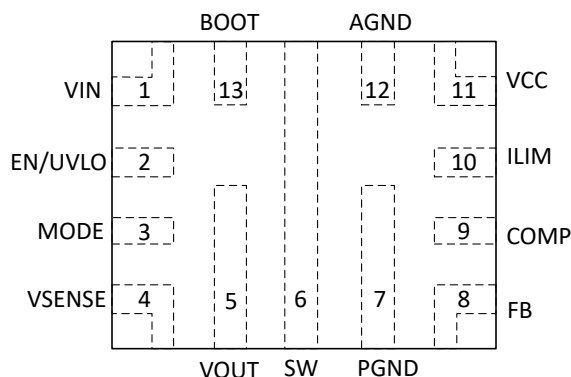 BOOT AGND
VIN 1 13 12 11 VCC
EN/UVLO 2 10 ILIM
MODE 3 9 COMP
VSENSE 4 5 6 7 8 FB
VOUT SW PGND